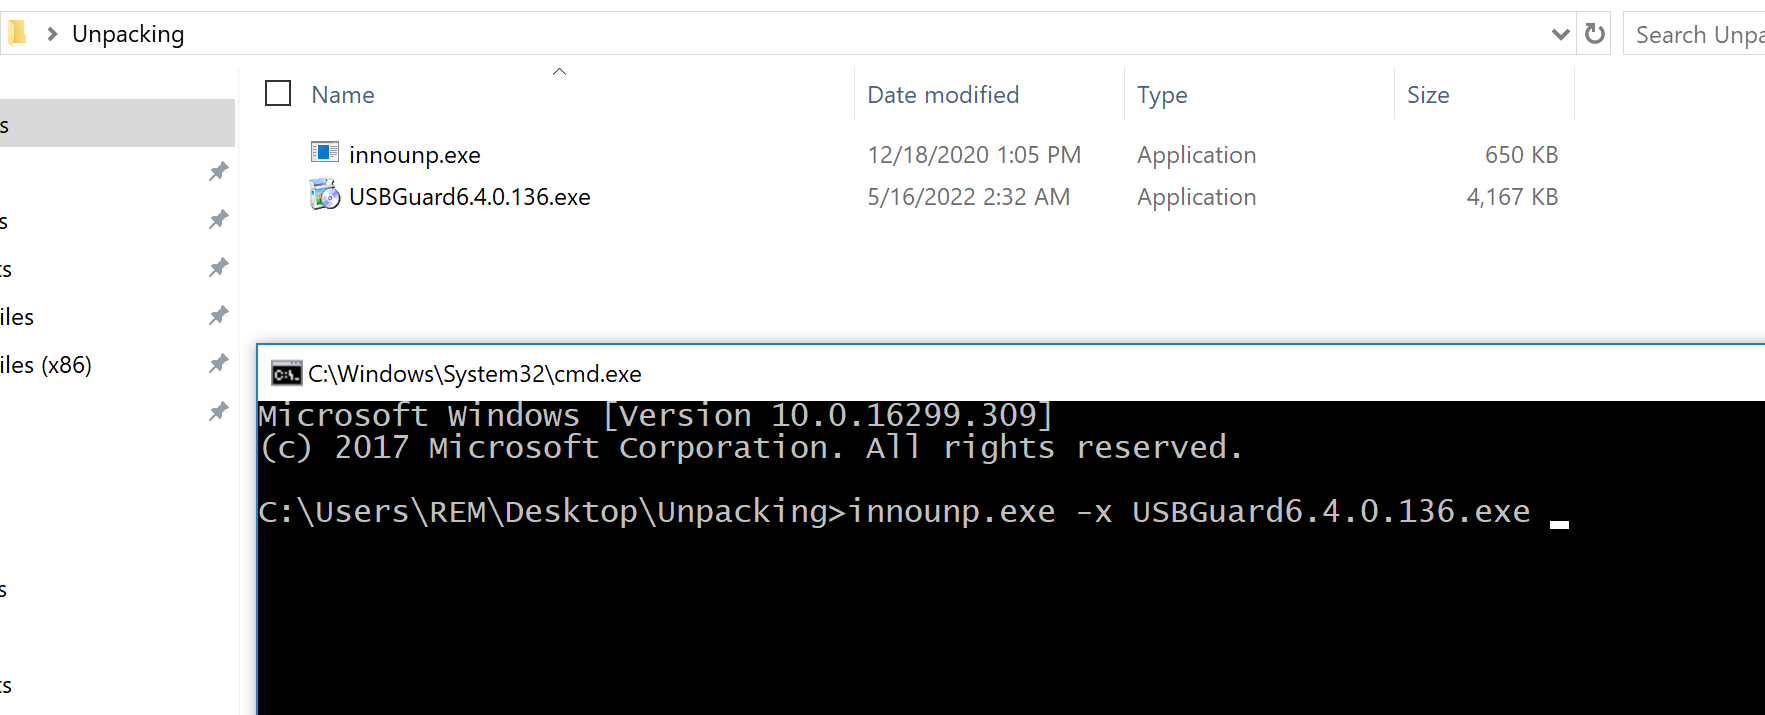 Unpacking
Search Unpa
Name
Date modified
Type
Size
innounp.exe
12/18/2020 1:05 PM
Application
650 KB
USBGuard6.4.0.136.exe
5/16/2022 2:32 AM
Application
4,167 KB
s
s
ts
iles
iles (x86)
s
ts
C:\Windows\System32\cmd.exe
Microsoft Windows [Version 10.0.16299.309]
(c) 2017 Microsoft Corporation. All rights reserved.
C:\Users\REM\Desktop\Unpacking>innounp.exe -x USBGuard6.4.0.136.exe